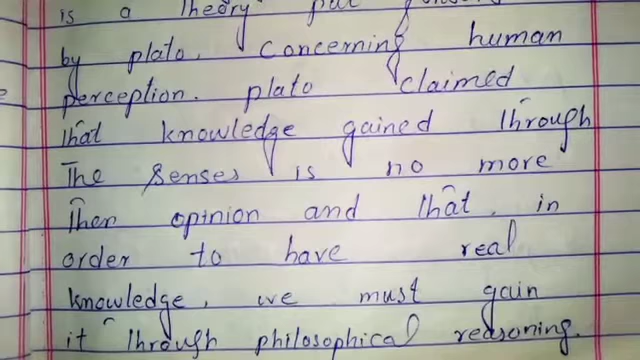 is a Theory put
by plato. concerning human
perception. plato claimed
that knowledge gained through
The senses is no more
Then opinion and that, in
order to have real
knowledge, we must gain
it through philosophical reasoning.